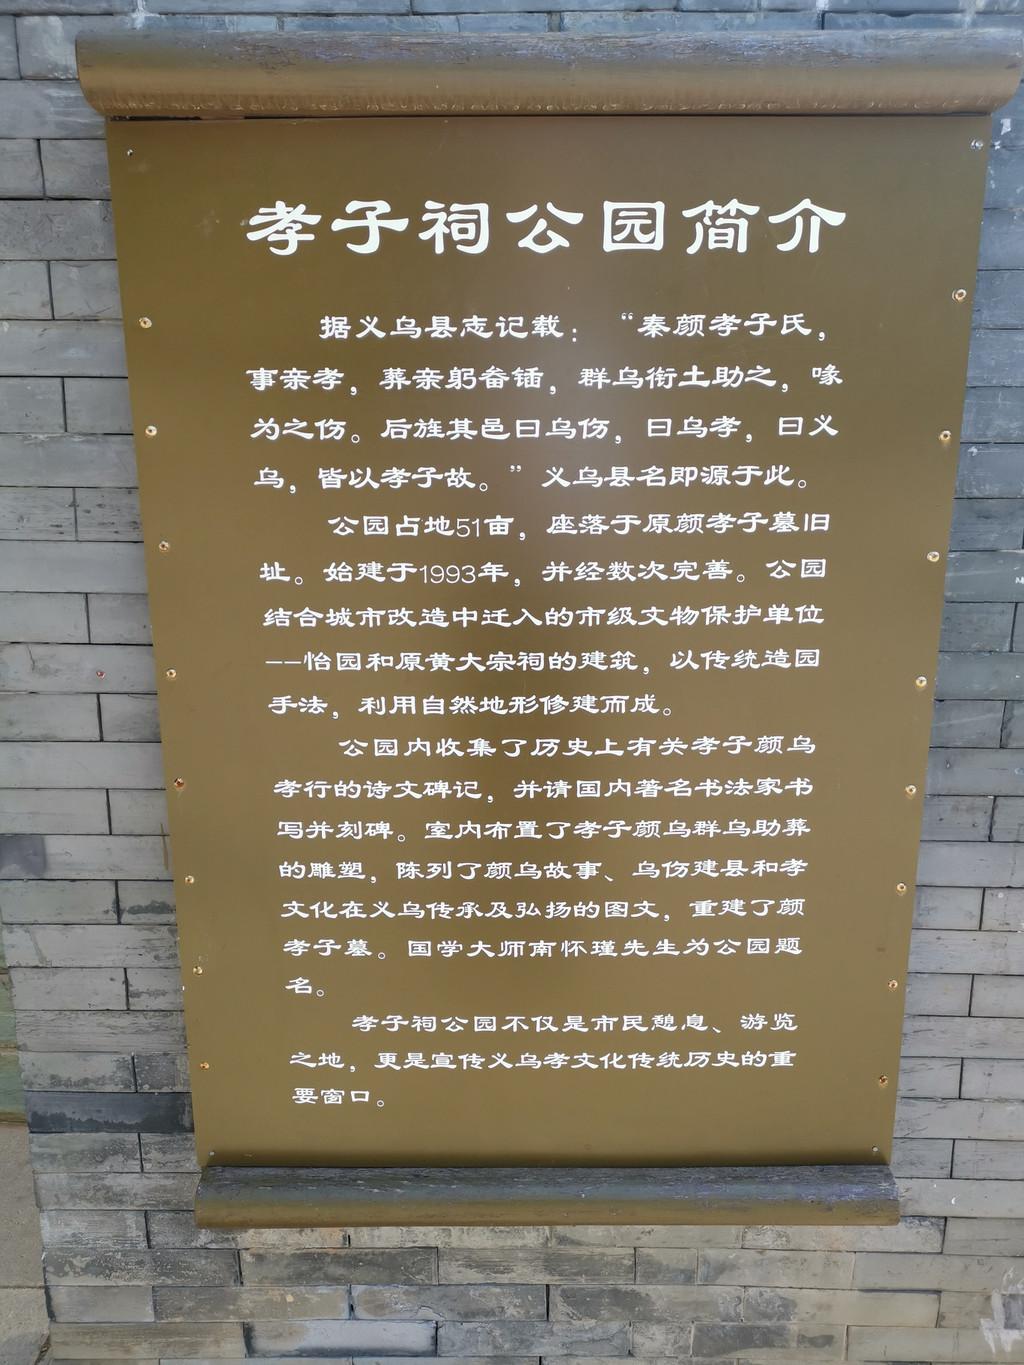 孝子祠公园简介
据义乌县志记载：“秦颜孝子氏，
事亲孝，葬亲躬畚锸，群乌衔土助之，喙
为之伤。后旌其邑曰乌伤，曰乌孝，曰义
乌，皆以孝子故。”义乌县名即源于此。
公园占地51亩，座落于原颜孝子墓旧
址。始建于1993年，并经数次完善。公园
结合城市改造中迁入的市级文物保护单位
--怡园和原黄大宗祠的建筑，以传统造园
手法，利用自然地形修建而成。
公园内收集了历史上有关孝子颜乌
孝行的诗文碑记，并请国内著名书法家书
写并刻碑。室内布置了孝子颜乌群乌助葬
的雕塑，陈列了颜乌故事、乌伤建县和孝
文化在义乌传承及弘扬的图文，重建了颜
孝子墓。国学大师南怀瑾先生为公园题
名。
孝子祠公园不仅是市民憩息、游览
之地，更是宣传义乌孝文化传统历史的重
要窗口。